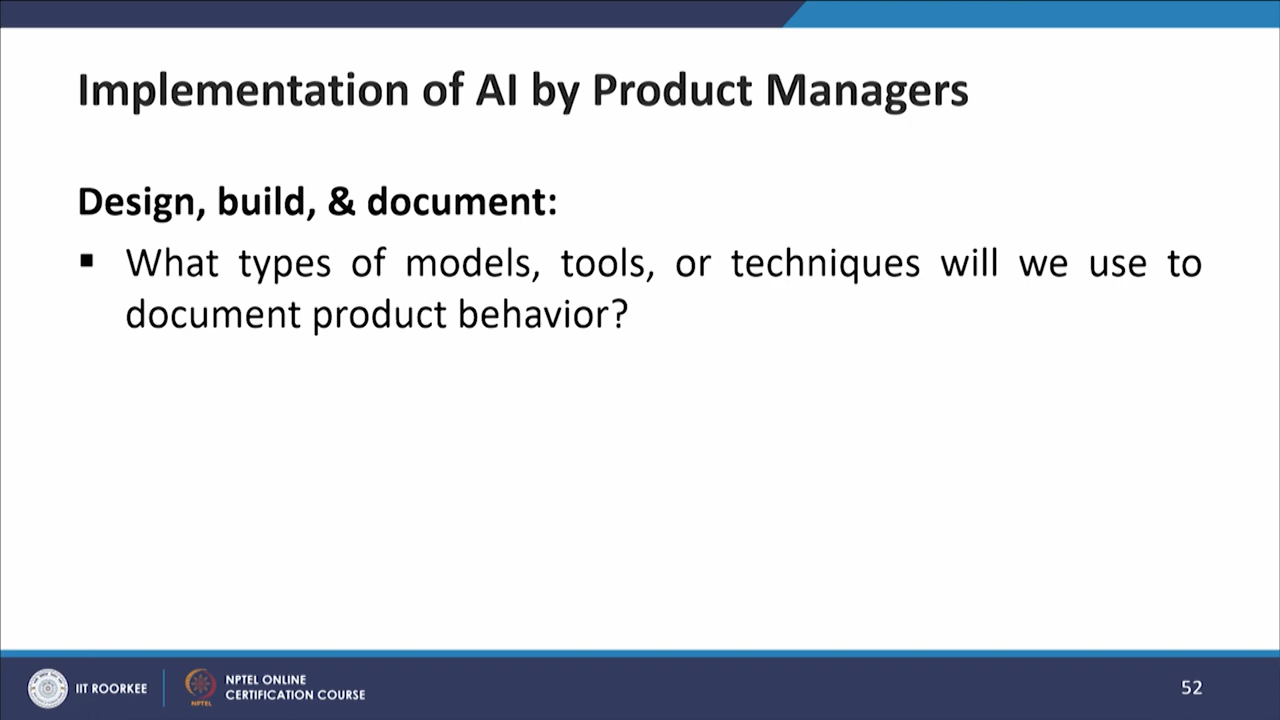 Implementation of AI by Product Managers
Design, build, & document:
▪ What types of models, tools, or techniques will we use to
document product behavior?
IIT ROORKEE
NPTEL
NPTEL ONLINE
CERTIFICATION COURSE
52